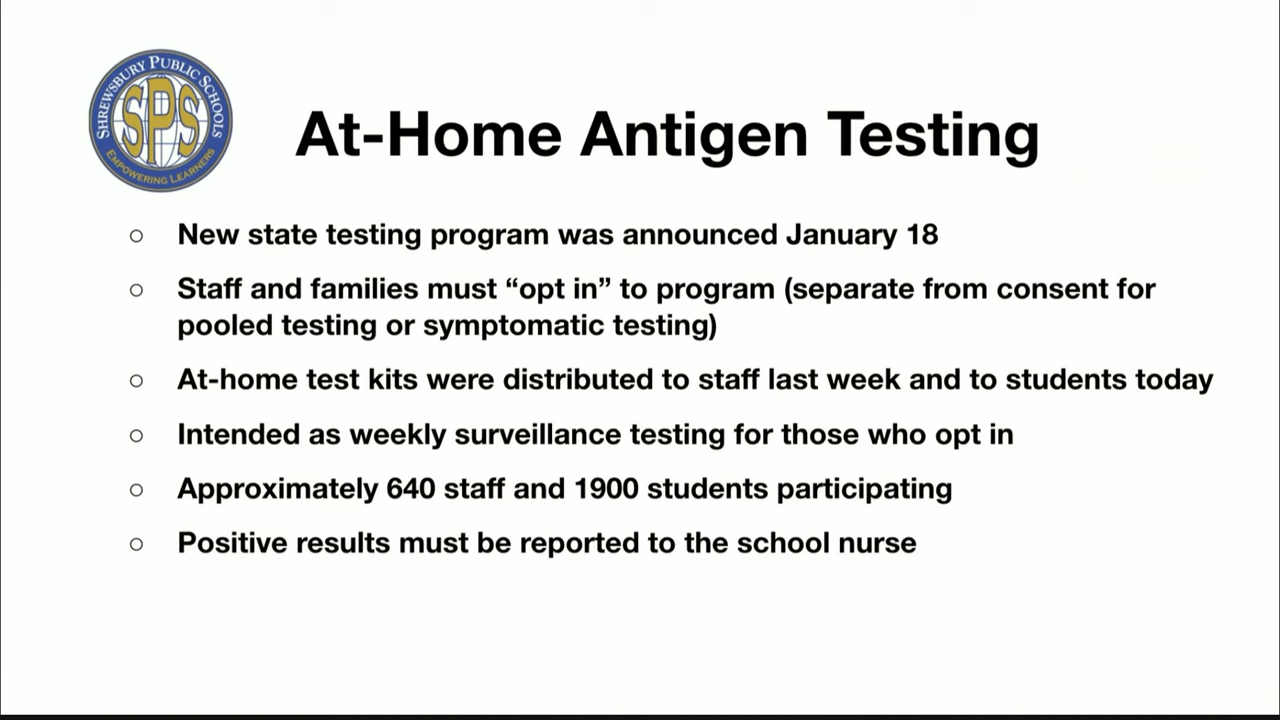 SHREWSBURY PUBLIC SCHOOLS
SPS
EMPOWERING LEARNERS
At-Home Antigen Testing
○ New state testing program was announced January 18
○ Staff and families must “opt in” to program (separate from consent for
pooled testing or symptomatic testing)
○ At-home test kits were distributed to staff last week and to students today
○ Intended as weekly surveillance testing for those who opt in
○ Approximately 640 staff and 1900 students participating
○ Positive results must be reported to the school nurse